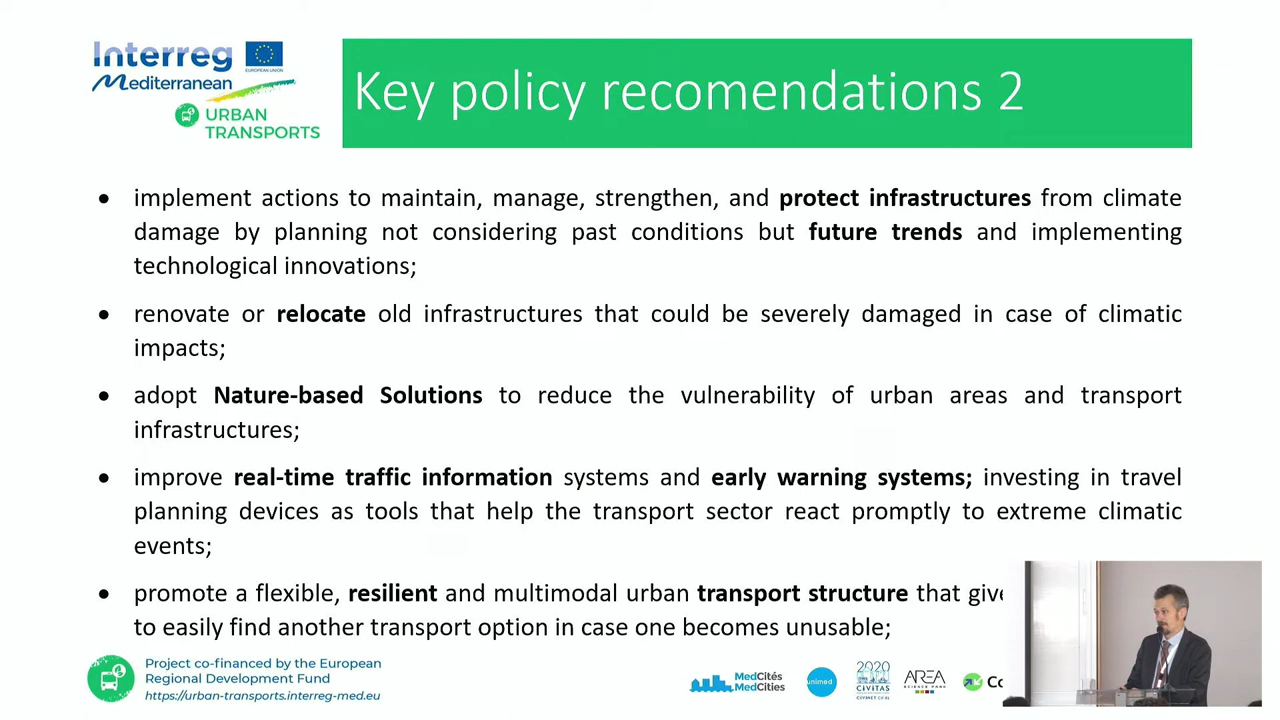 Interreg
EUROPEAN UNION
Mediterranean
URBAN
TRANSPORTS
Key policy recomendations 2
• implement actions to maintain, manage, strengthen, and protect infrastructures from climate
damage by planning not considering past conditions but future trends and implementing
technological innovations;
• renovate or relocate old infrastructures that could be severely damaged in case of climatic
impacts;
• adopt Nature-based Solutions to reduce the vulnerability of urban areas and transport
infrastructures;
• improve real-time traffic information systems and early warning systems; investing in travel
planning devices as tools that help the transport sector react promptly to extreme climatic
events;
• promote a flexible, resilient and multimodal urban transport structure that give
to easily find another transport option in case one becomes unusable;
Project co-financed by the European
Regional Development Fund
https://urban-transports.interreg-med.eu
MedCités
MedCities
unimed
2020
CIVITAS
AREA
SCIENCE PARK
Co